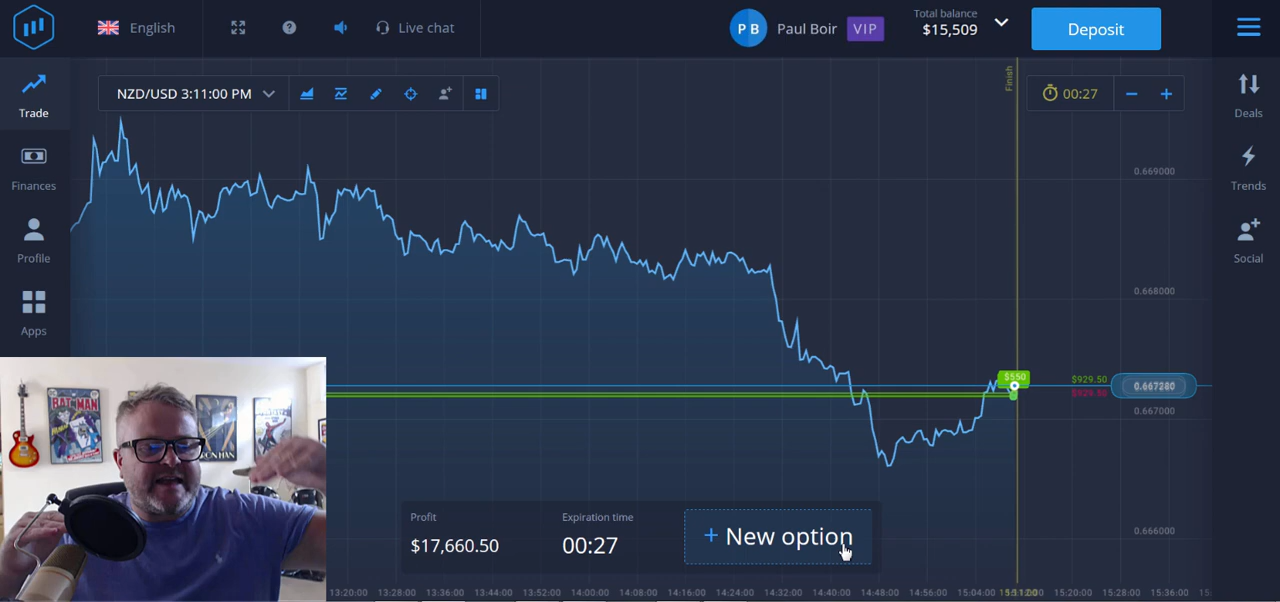 English
Live chat
P B
Paul Boir
VIP
Total balance
$15,509
Deposit
Trade
Finances
Profile
Apps
NZD/USD 3:11:00 PM
Finish
00:27
Deals
Trends
Social
0.669000
0.668000
$550
$929.50
$929.50
0.667000
0.666000
BATMAN
Profit
$17,660.50
Expiration time
00:27
+ New option
13:20:00
13:28:00
13:36:00
13:44:00
13:52:00
14:00:00
14:08:00
14:16:00
14:24:00
14:32:00
14:40:00
14:48:00
14:56:00
15:04:00
15:20:00
15:28:00
15:36:00